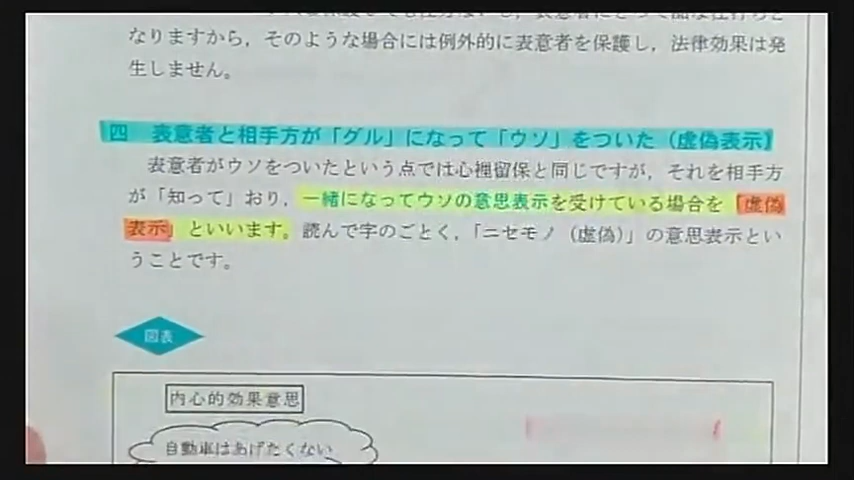 なりますから，そのような場合には例外的に表意者を保護し，法律効果は発
生しません。
四 表意者と相手方が「グル」になって「ウソ」をついた（虚偽表示）
表意者がウソをついたという点では心裡留保と同じですが，それを相手方
が「知って」おり，一緒になってウソの意思表示を受けている場合を「虚偽
表示」といいます。読んで字のごとく，「ニセモノ（虚偽）」の意思表示とい
うことです。
図表
内心的効果意思
自動車はあげたくない